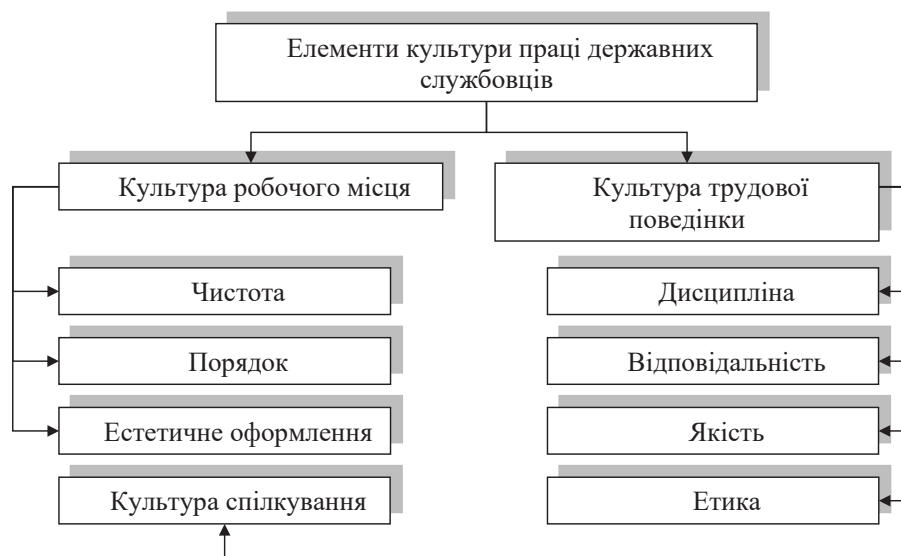 Елементи культури праці державних
службовців
Культура робочого місця
Культура трудової
поведінки
Чистота
Дисципліна
Порядок
Відповідальність
Естетичне оформлення
Якість
Культура спілкування
Етика